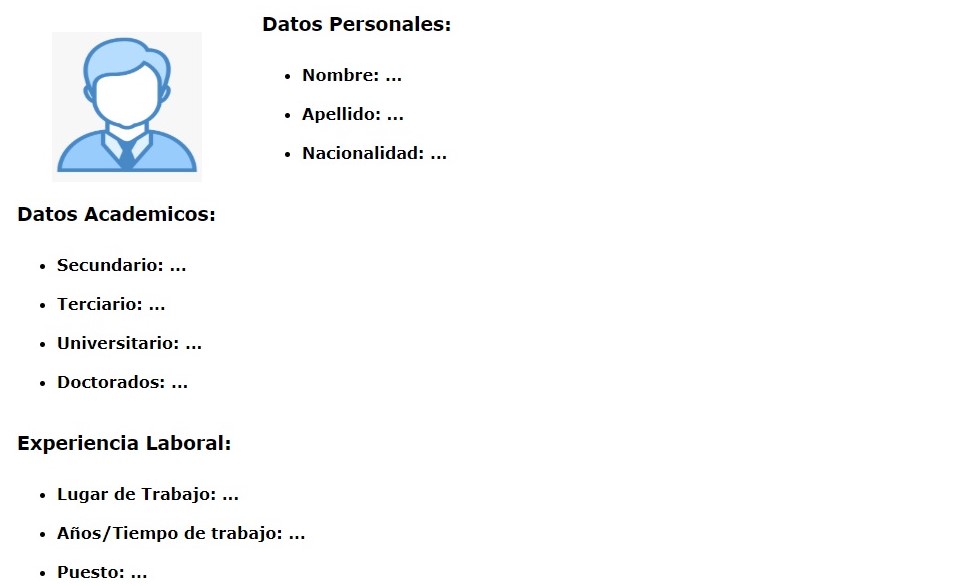 Datos Personales:
• Nombre: ...
• Apellido: ...
• Nacionalidad: ...
Datos Academicos:
• Secundario: ...
• Terciario: ...
• Universitario: ...
• Doctorados: ...
Experiencia Laboral:
• Lugar de Trabajo: ...
• Años/Tiempo de trabajo: ...
• Puesto: ...